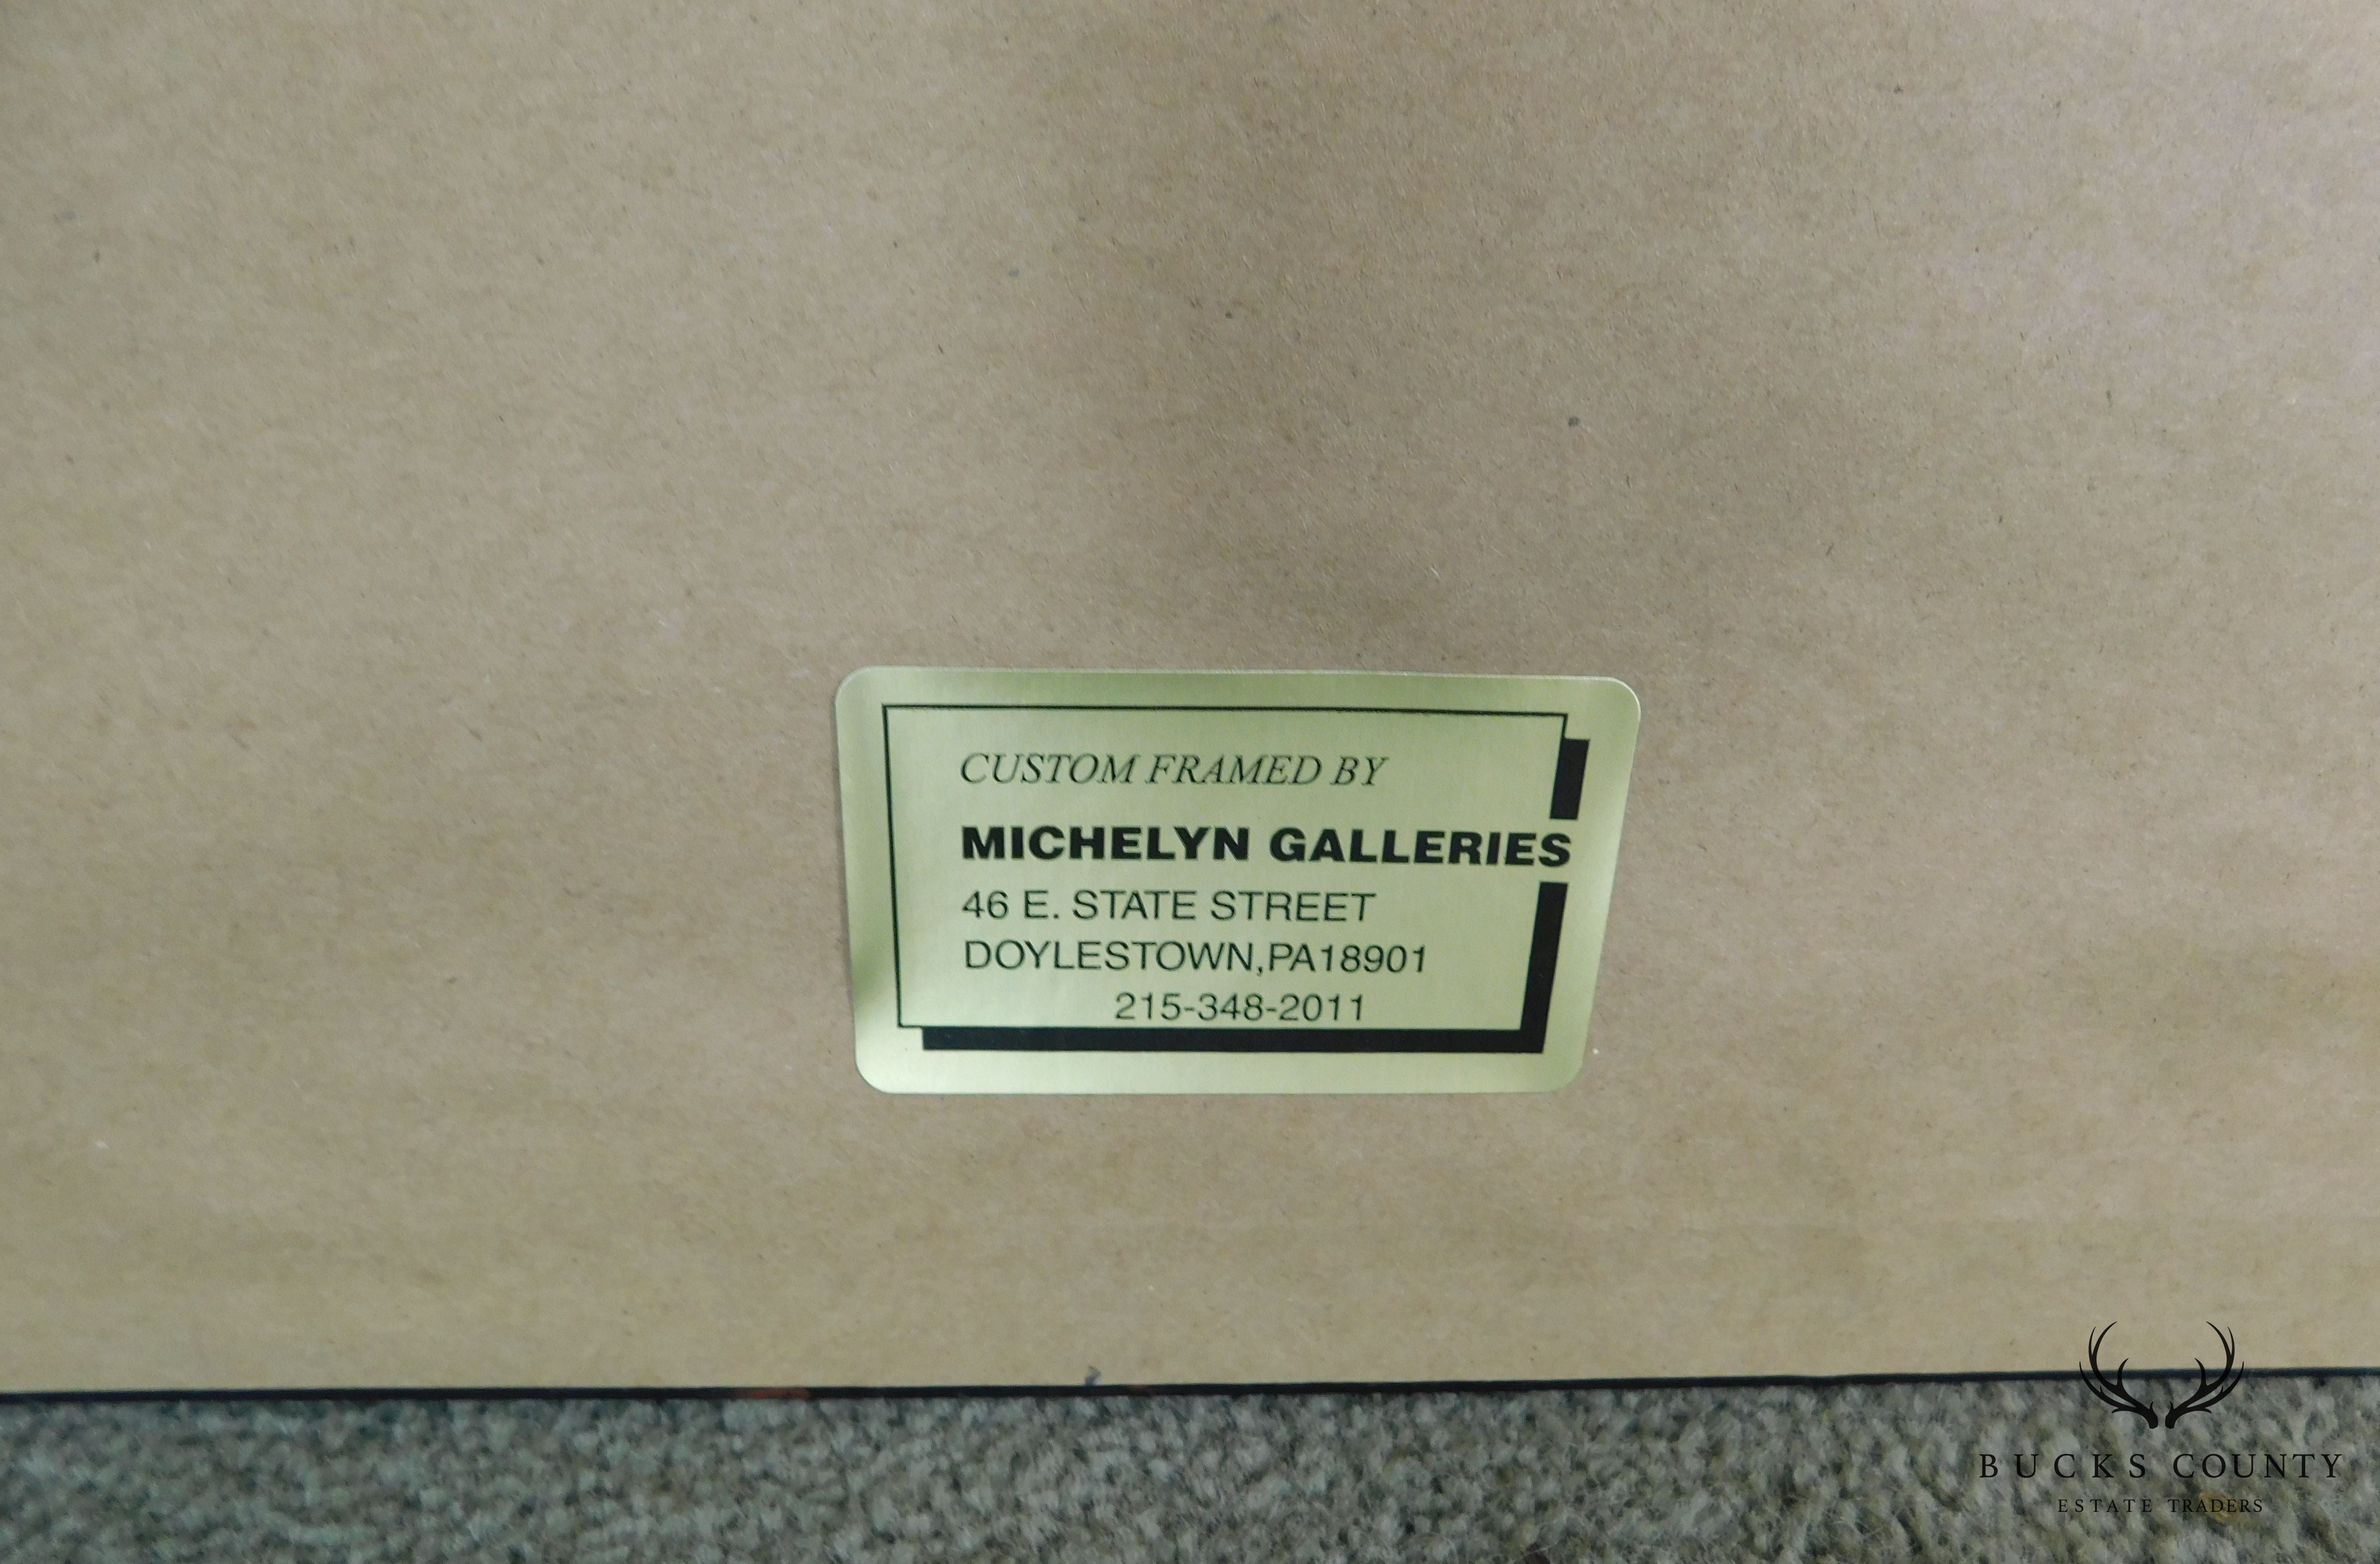 CUSTOM FRAMED BY
MICHELYN GALLERIES
46 E. STATE STREET
DOYLESTOWN,PA18901
215-348-2011
BUCKS COUNTY
ESTATE TRADERS